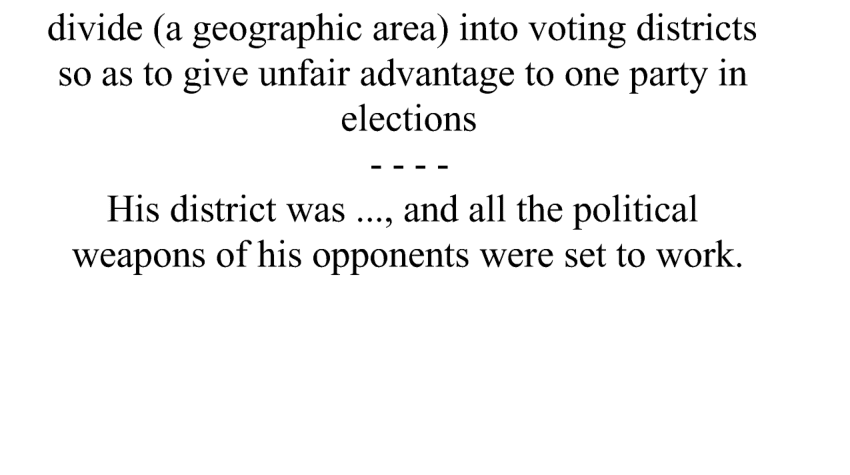 divide (a geographic area) into voting districts
so as to give unfair advantage to one party in
elections
- - - -
His district was ..., and all the political
weapons of his opponents were set to work.